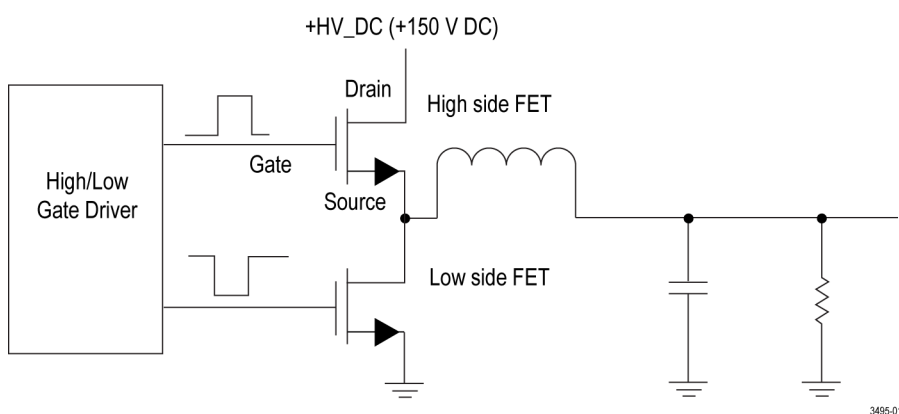 +HV_DC (+150 V DC)
Drain
High side FET
Gate
High/Low
Gate Driver
Source
Low side FET